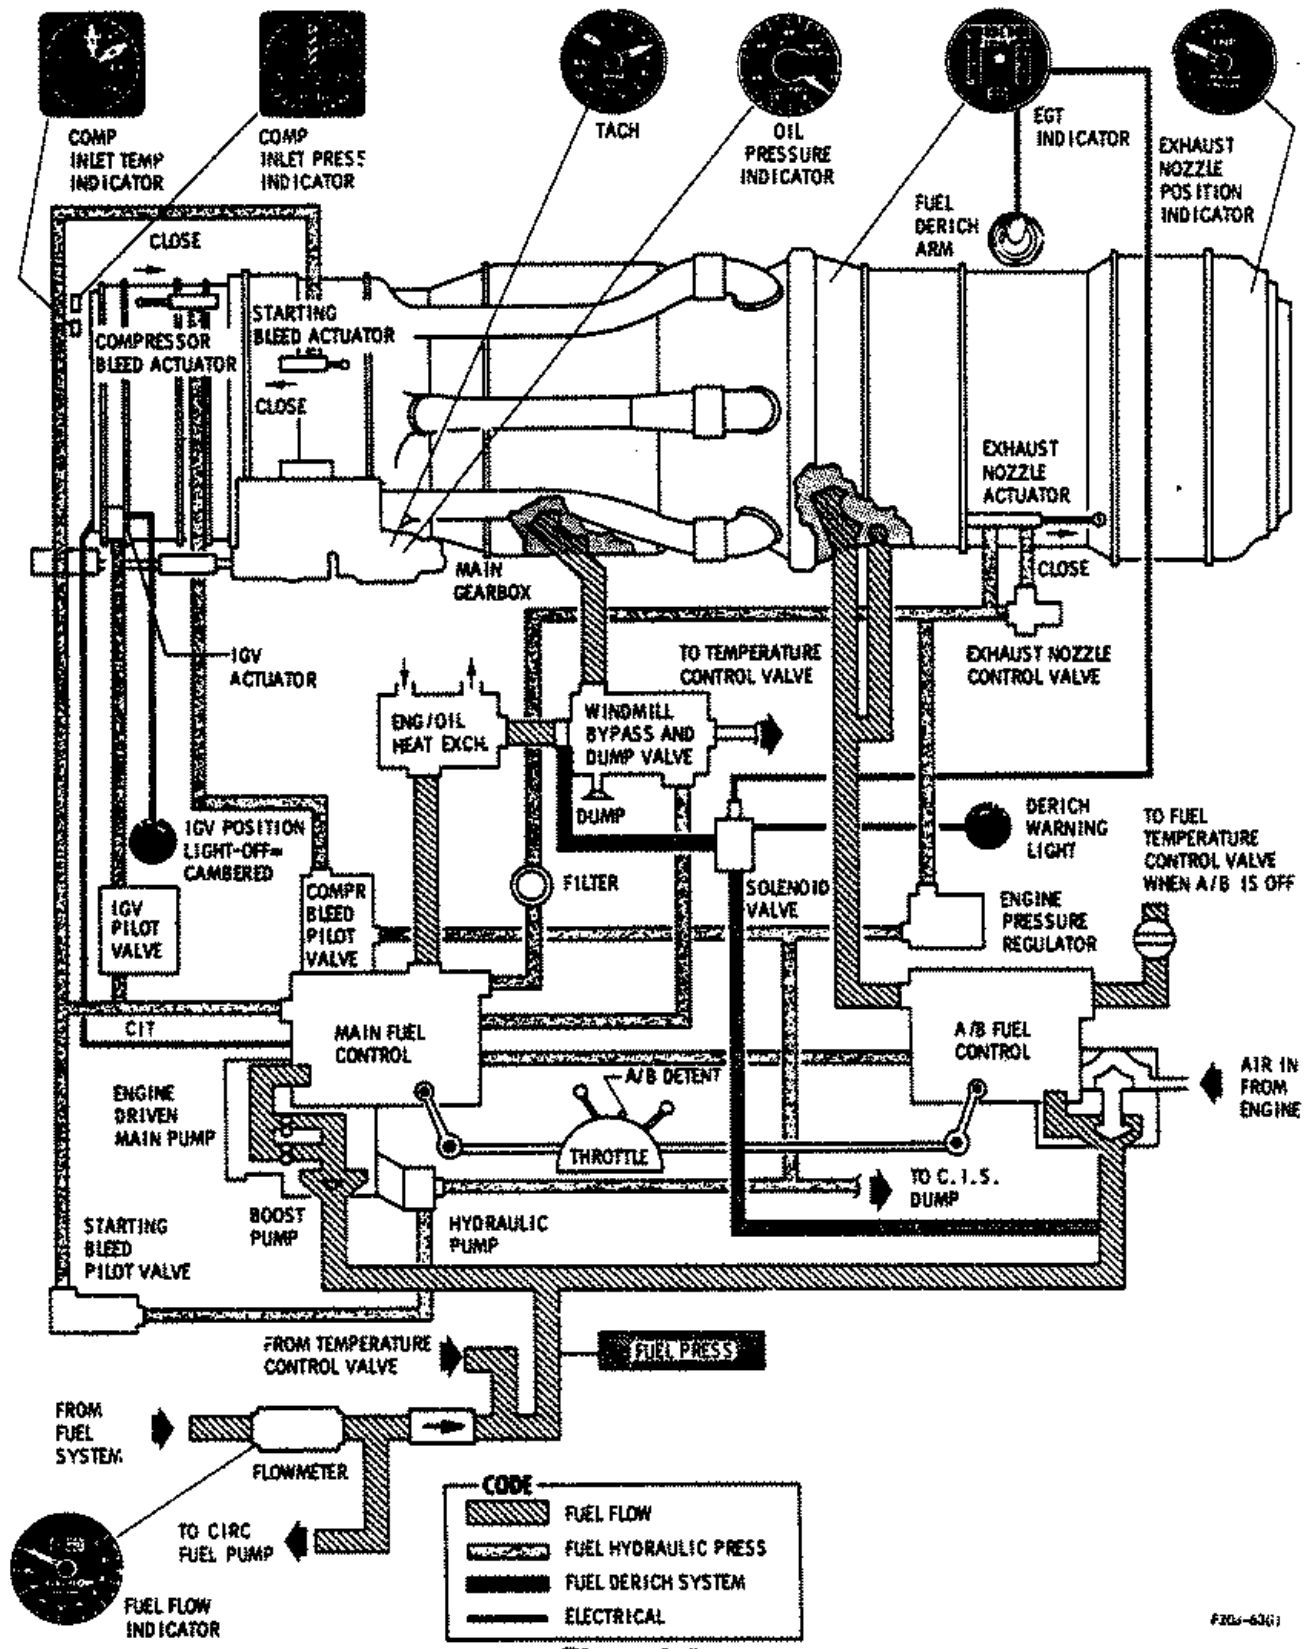 COMP
INLET TEMP
INDICATOR
COMP
INLET PRESS
INDICATOR
TACH
OIL
PRESSURE
INDICATOR
EGT
INDICATOR
EXHAUST
NOZZLE
POSITION
INDICATOR
FUEL
DERICH
ARM
CLOSE
COMPRESSOR
BLEED ACTUATOR
STARTING
BLEED ACTUATOR
CLOSE
EXHAUST
NOZZLE
ACTUATOR
CLOSE
MAIN
GEARBOX
IGV
ACTUATOR
TO TEMPERATURE
CONTROL VALVE
EXHAUST NOZZLE
CONTROL VALVE
ENG/OIL
HEAT EXCH.
WINDMILL
BYPASS AND
DUMP VALVE
DUMP
IGV POSITION
LIGHT-OFF=
CAMBERED
DERICH
WARNING
LIGHT
TO FUEL
TEMPERATURE
CONTROL VALVE
WHEN A/B IS OFF
FILTER
SOLENOID
VALVE
IGV
PILOT
VALVE
COMPR
BLEED
PILOT
VALVE
ENGINE
PRESSURE
REGULATOR
CIT
MAIN FUEL
CONTROL
A/B FUEL
CONTROL
A/B DETENT
THROTTLE
AIR IN
FROM
ENGINE
ENGINE
DRIVEN
MAIN PUMP
BOOST
PUMP
HYDRAULIC
PUMP
TO C.I.S.
DUMP
STARTING
BLEED
PILOT VALVE
FROM TEMPERATURE
CONTROL VALVE
FUEL PRESS
FROM
FUEL
SYSTEM
FLOWMETER
TO CIRC
FUEL PUMP
FUEL FLOW
INDICATOR
CODE
FUEL FLOW
FUEL HYDRAULIC PRESS
FUEL DERICH SYSTEM
ELECTRICAL